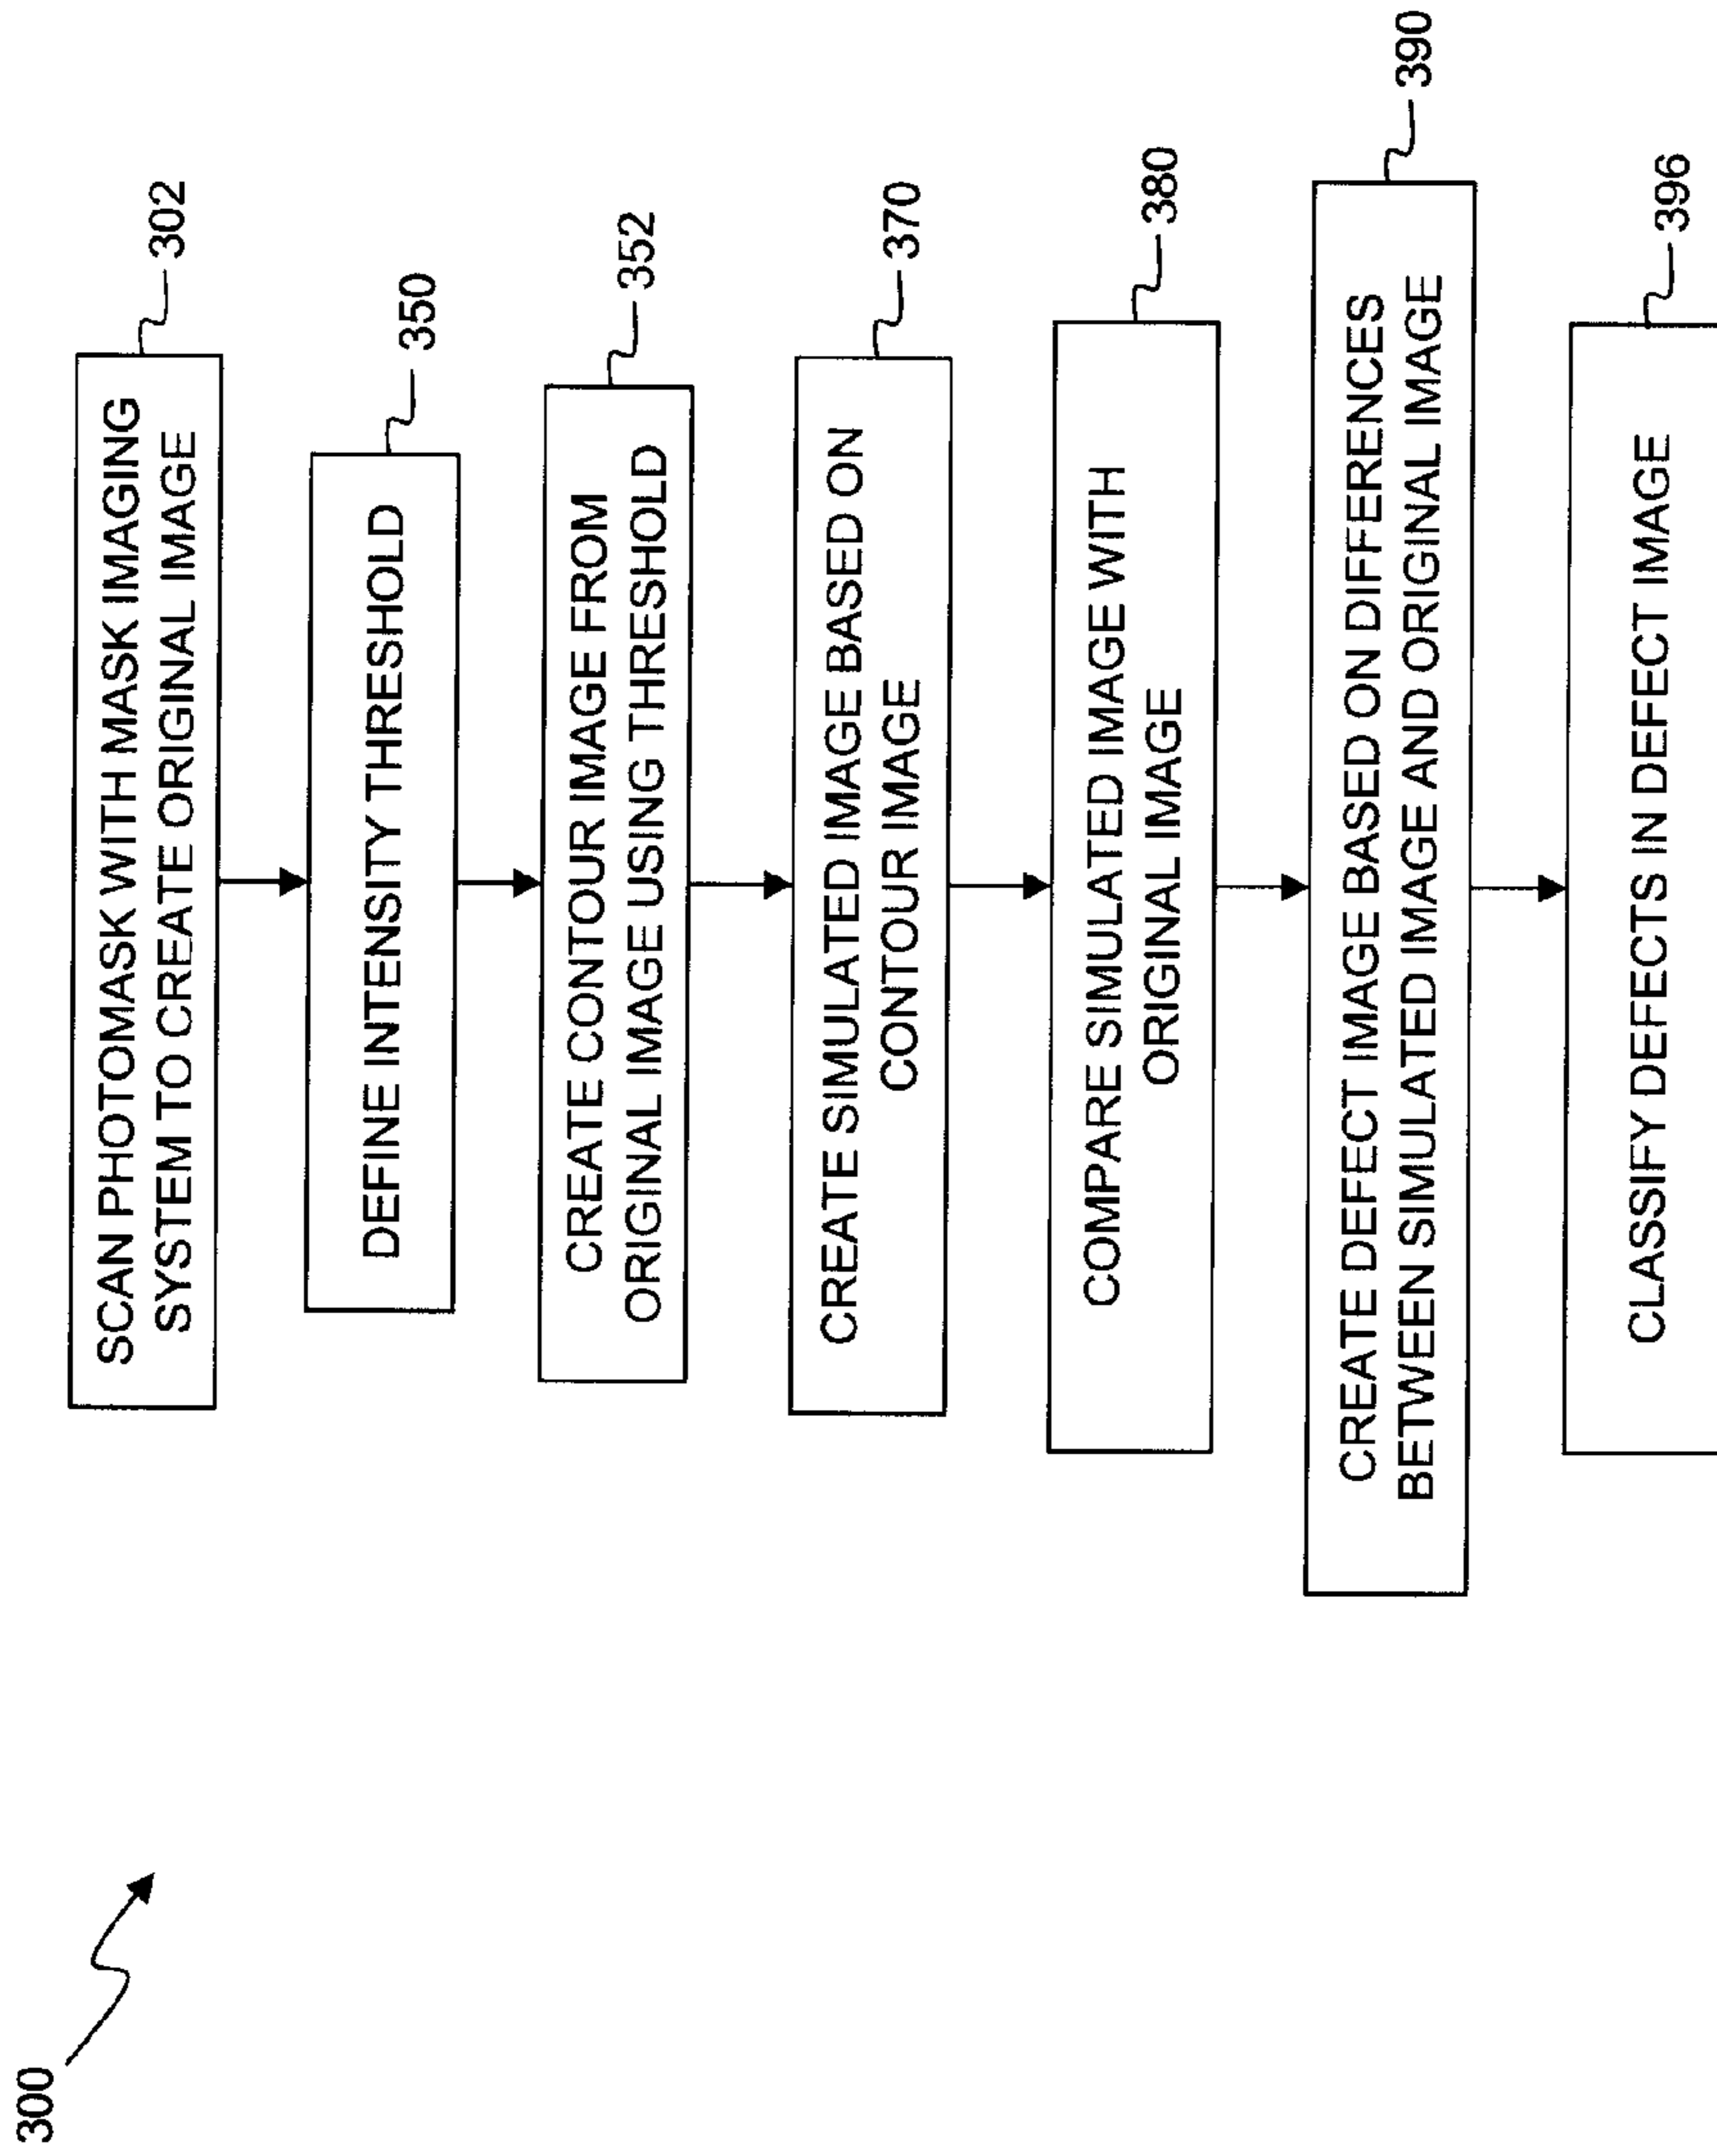 300
SCAN PHOTOMASK WITH MASK IMAGING
SYSTEM TO CREATE ORIGINAL IMAGE
302
DEFINE INTENSITY THRESHOLD
350
CREATE CONTOUR IMAGE FROM
ORIGINAL IMAGE USING THRESHOLD
352
CREATE SIMULATED IMAGE BASED ON
CONTOUR IMAGE
370
COMPARE SIMULATED IMAGE WITH
ORIGINAL IMAGE
380
CREATE DEFECT IMAGE BASED ON DIFFERENCES
BETWEEN SIMULATED IMAGE AND ORIGINAL IMAGE
390
CLASSIFY DEFECTS IN DEFECT IMAGE
396